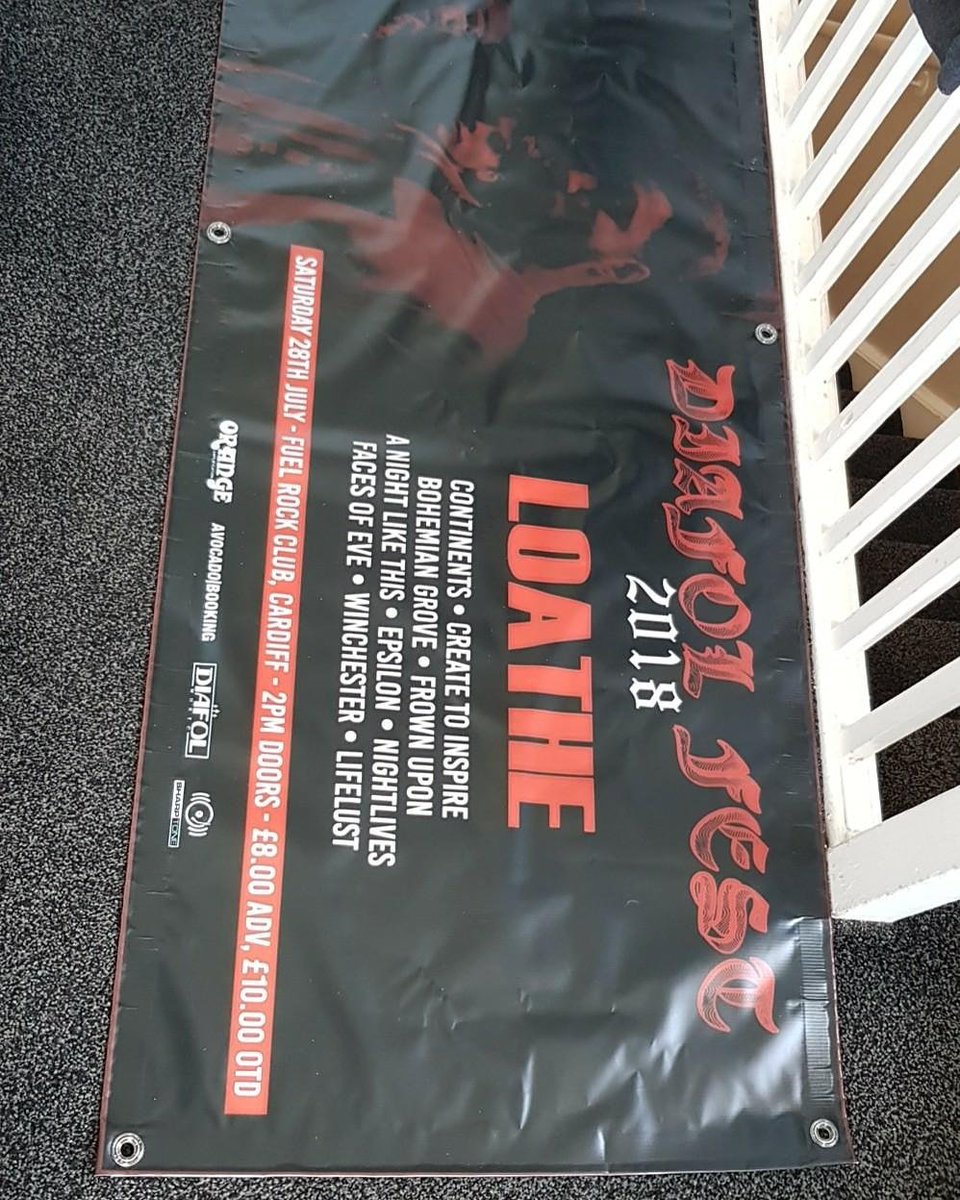 DIAFOL FEST
2018
LOATHE
CONTINENTS • CREATE TO INSPIRE
BOHEMIAN GROVE • FROWN UPON
A NIGHT LIKE THIS • EPSILON • NIGHTLIVES
FACES OF EVE • WINCHESTER • LIFELUST
SATURDAY 28TH JULY - FUEL ROCK CLUB, CARDIFF - 2PM DOORS - £8.00 ADV, £10.00 OTD
ORANGE AVOCADO|BOOKING DIAFOL SHARPTONE